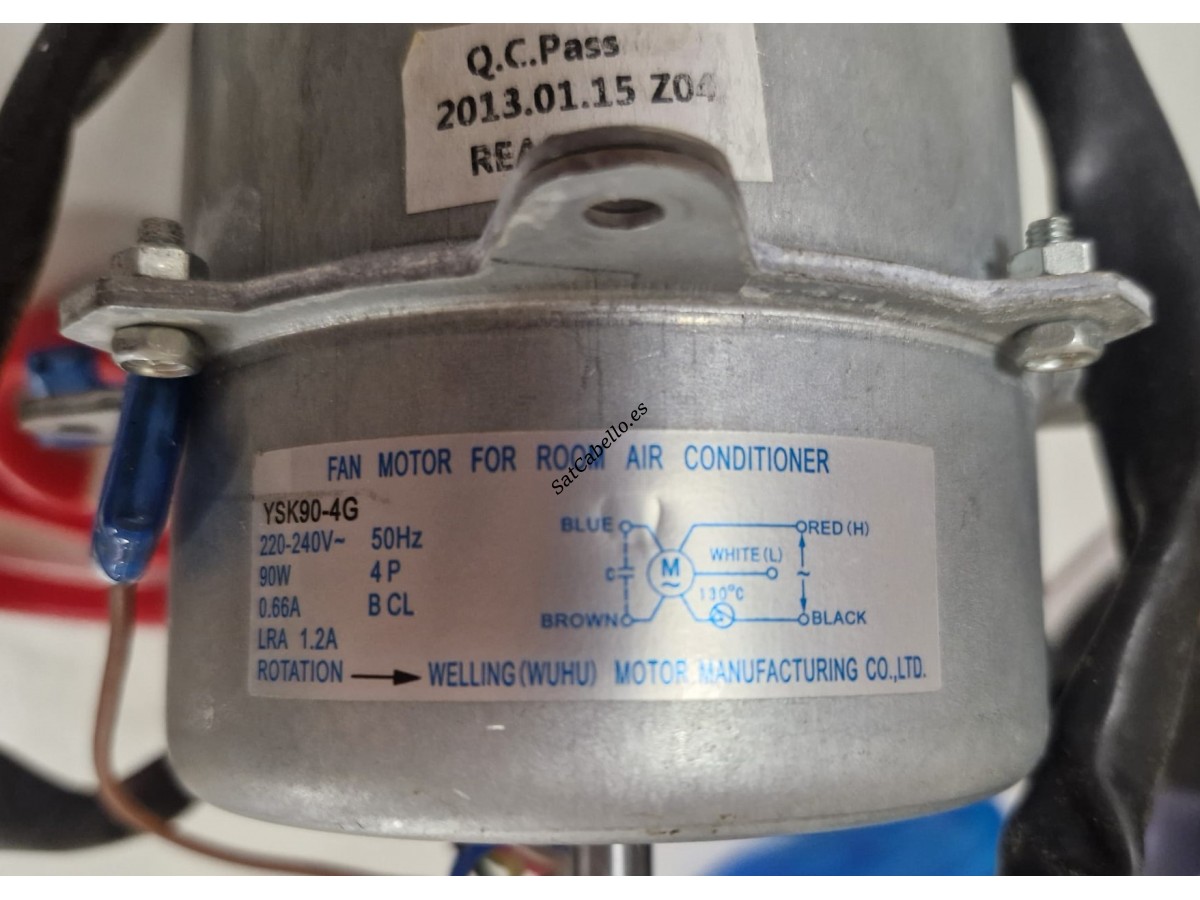 Q.C.Pass
2013.01.15
SatCabello.es
FAN MOTOR FOR ROOM AIR CONDITIONER
YSK90-4G
220-240V~ 50Hz
90W 4 P
0.66A B CL
LRA 1.2A
ROTATION → WELLING(WUHU) MOTOR MANUFACTURING CO.,LTD.
BLUE RED (H)
WHITE(L)
C M ~ ~
130°C
BROWN BLACK